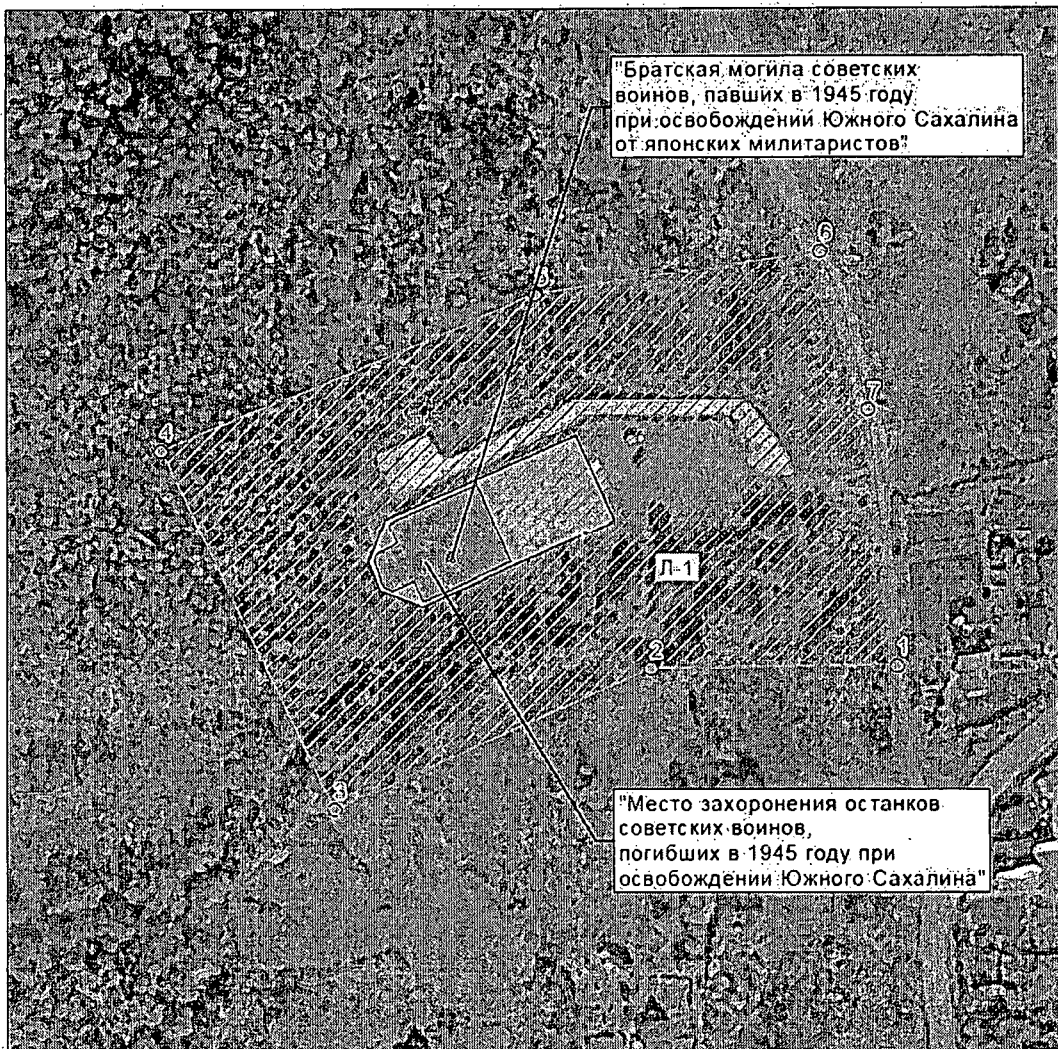 "Братская могила советских
воинов, павших в 1945 году
при освобождении Южного Сахалина
от японских милитаристов"
6
5
7
4
Л-1
2
1
3
"Место захоронения останков
советских воинов,
погибших в 1945 году при
освобождении Южного Сахалина"